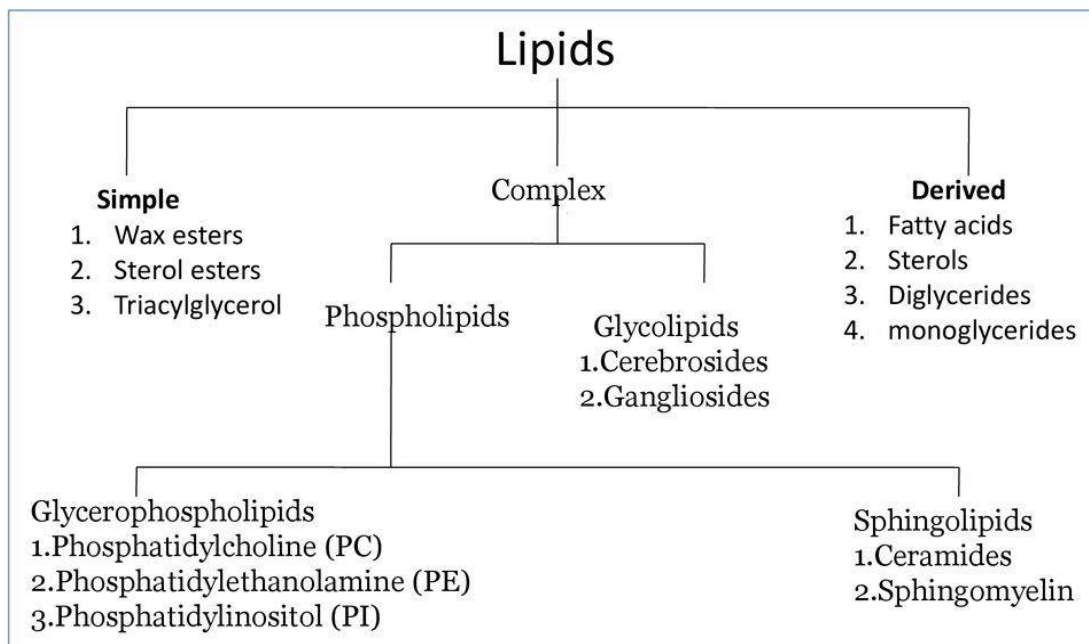 Lipids
Simple
1. Wax esters
2. Sterol esters
3. Triacylglycerol
Complex
Derived
1. Fatty acids
2. Sterols
3. Diglycerides
4. monoglycerides
Phospholipids
Glycolipids
1.Cerebrosides
2.Gangliosides
Glycerophospholipids
1.Phosphatidylcholine (PC)
2.Phosphatidylethanolamine (PE)
3.Phosphatidylinositol (PI)
Sphingolipids
1.Ceramides
2.Sphingomyelin